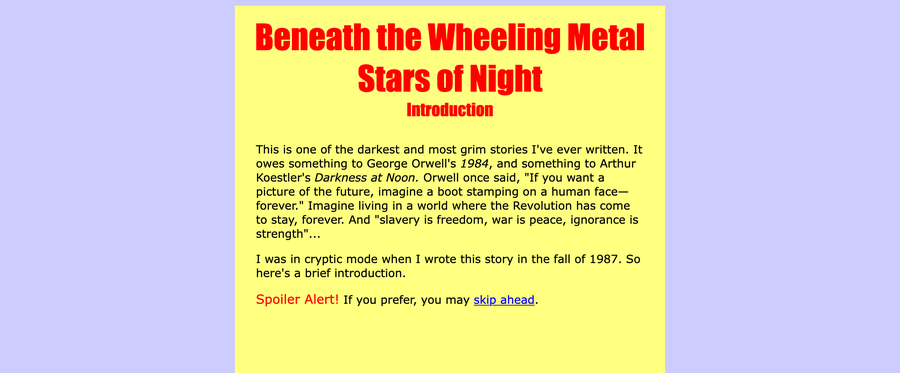 Beneath the Wheeling Metal
Stars of Night
Introduction
This is one of the darkest and most grim stories I've ever written. It
owes something to George Orwell's 1984, and something to Arthur
Koestler's Darkness at Noon. Orwell once said, "If you want a
picture of the future, imagine a boot stamping on a human face—
forever." Imagine living in a world where the Revolution has come
to stay, forever. And "slavery is freedom, war is peace, ignorance is
strength"...
I was in cryptic mode when I wrote this story in the fall of 1987. So
here's a brief introduction.
Spoiler Alert! If you prefer, you may skip ahead.